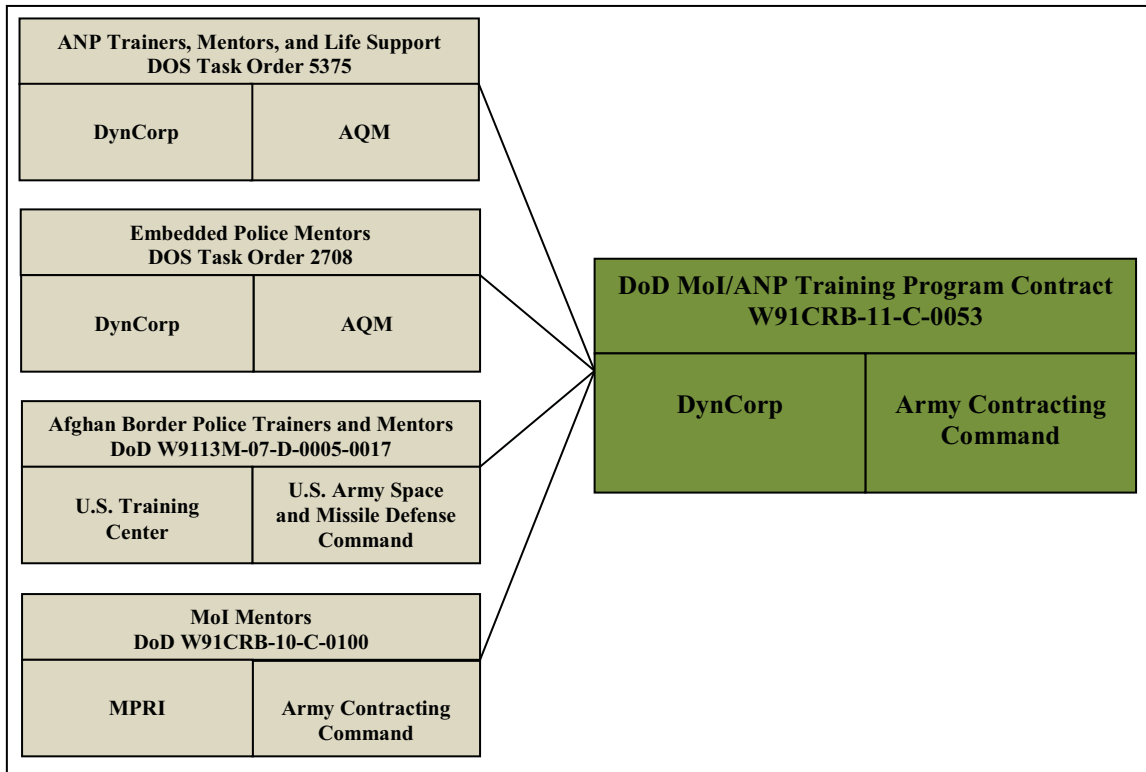 ANP Trainers, Mentors, and Life Support
DOS Task Order 5375
DynCorp
AQM
Embedded Police Mentors
DOS Task Order 2708
DynCorp
AQM
Afghan Border Police Trainers and Mentors
DoD W9113M-07-D-0005-0017
U.S. Training
Center
U.S. Army Space
and Missile Defense
Command
MoI Mentors
DoD W91CRB-10-C-0100
MPRI
Army Contracting
Command
DoD MoI/ANP Training Program Contract
W91CRB-11-C-0053
DynCorp
Army Contracting
Command